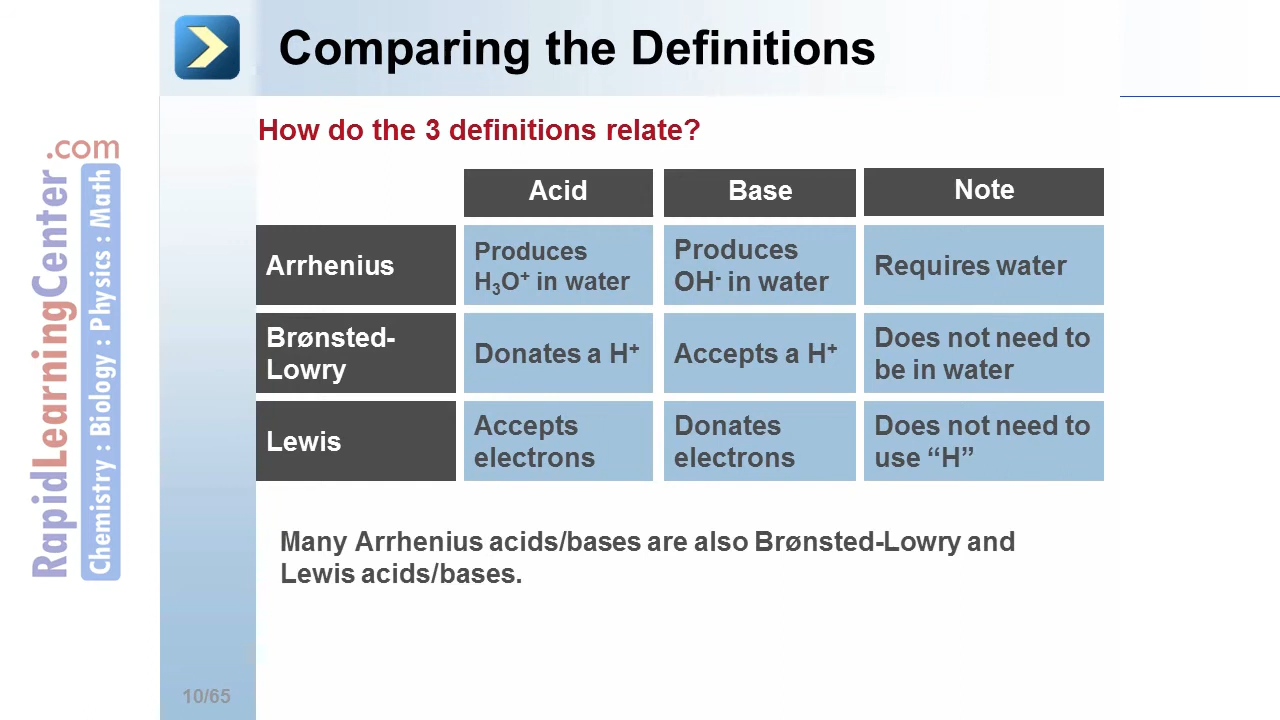 Comparing the Definitions
How do the 3 definitions relate?
Acid
Base
Note
Arrhenius
Produces
H₃O⁺ in water
Produces
OH⁻ in water
Requires water
Brønsted-
Lowry
Donates a H⁺
Accepts a H⁺
Does not need to
be in water
Lewis
Accepts
electrons
Donates
electrons
Does not need to
use “H”
Many Arrhenius acids/bases are also Brønsted-Lowry and
Lewis acids/bases.
10/65
RapidLearningCenter.com
Chemistry : Biology : Physics : Math